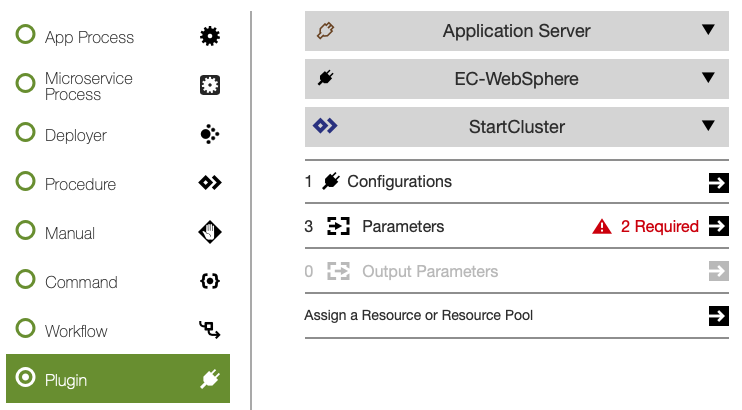 App Process
Microservice
Process
Deployer
Procedure
Manual
Command
Workflow
Plugin
Application Server
EC-WebSphere
StartCluster
1 Configurations
3 Parameters 2 Required
0 Output Parameters
Assign a Resource or Resource Pool